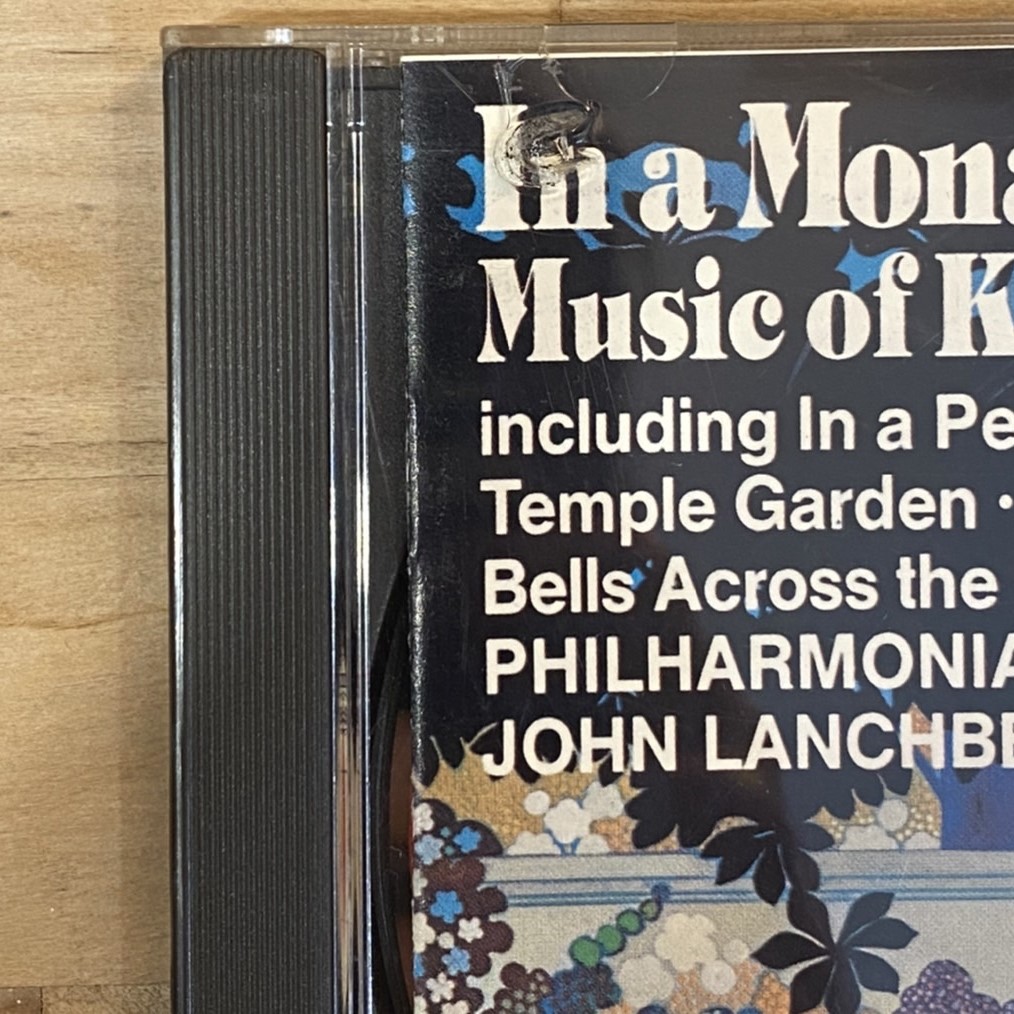 In a Mona
Music of K
including In a Pe
Temple Garden ·
Bells Across the
PHILHARMONIA
JOHN LANCHBE